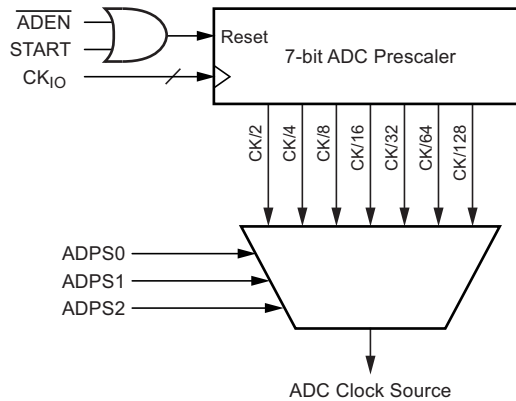 ADEN
START
CK_IO
Reset
7-bit ADC Prescaler
CK/2
CK/4
CK/8
CK/16
CK/32
CK/64
CK/128
ADPS0
ADPS1
ADPS2
ADC Clock Source